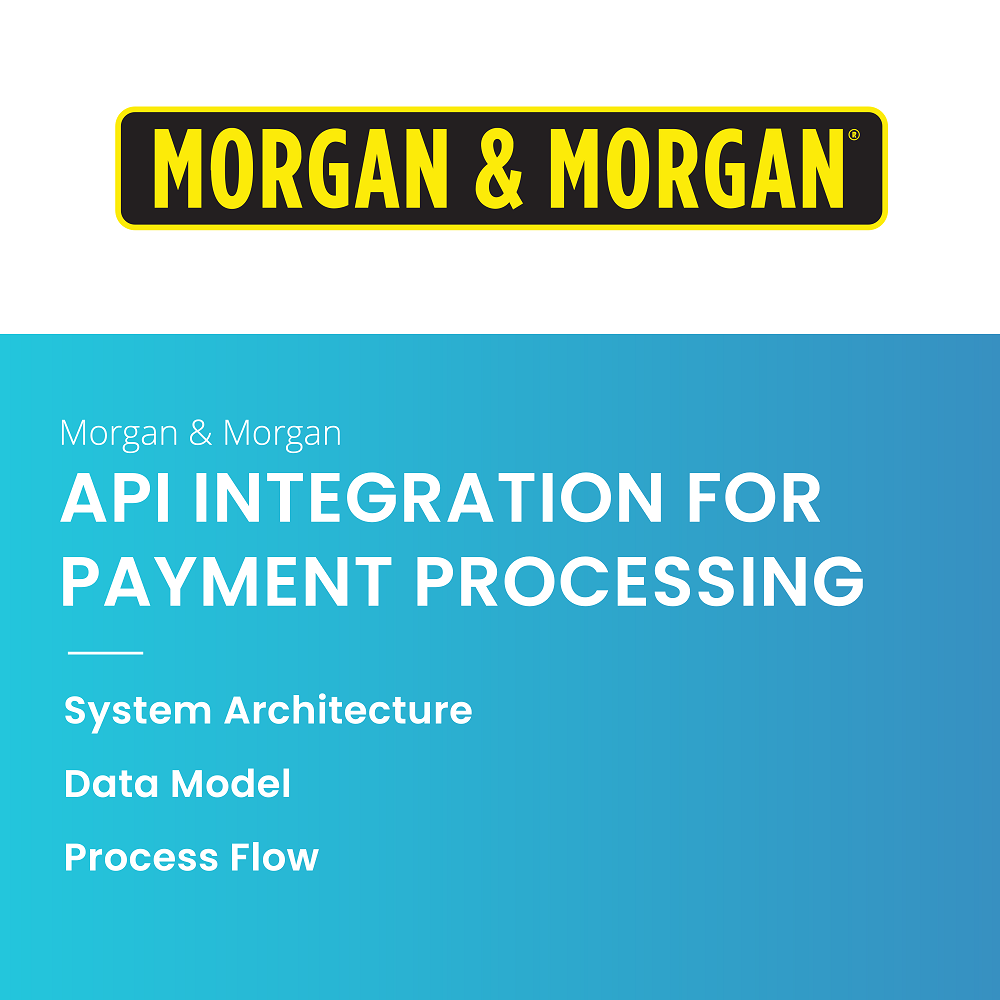 MORGAN & MORGAN®
Morgan & Morgan
API INTEGRATION FOR
PAYMENT PROCESSING
System Architecture
Data Model
Process Flow